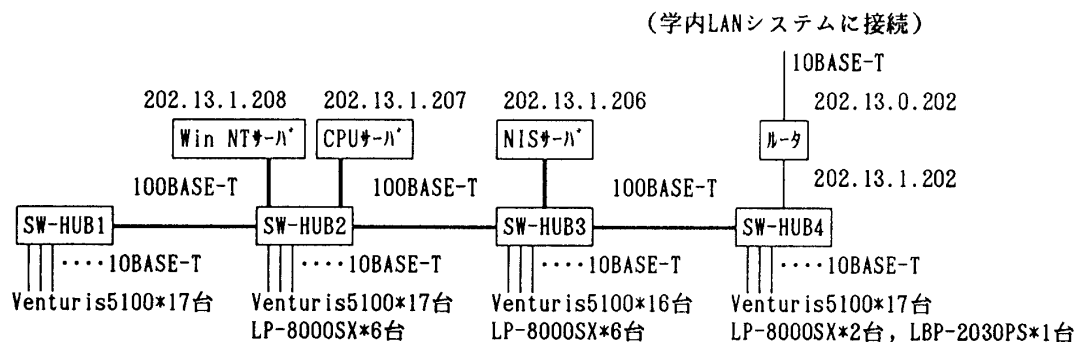 (学内LANシステムに接続)
10BASE-T
202.13.1.208 202.13.1.207 202.13.1.206 202.13.0.202
Win NTサーバ CPUサーバ NISサーバ ルータ
202.13.1.202
100BASE-T 100BASE-T 100BASE-T
SW-HUB1 SW-HUB2 SW-HUB3 SW-HUB4
‥‥10BASE-T ‥‥10BASE-T ‥‥10BASE-T ‥‥10BASE-T
Venturis5100*17台 Venturis5100*17台 Venturis5100*16台 Venturis5100*17台
LP-8000SX*6台 LP-8000SX*6台 LP-8000SX*2台, LBP-2030PS*1台